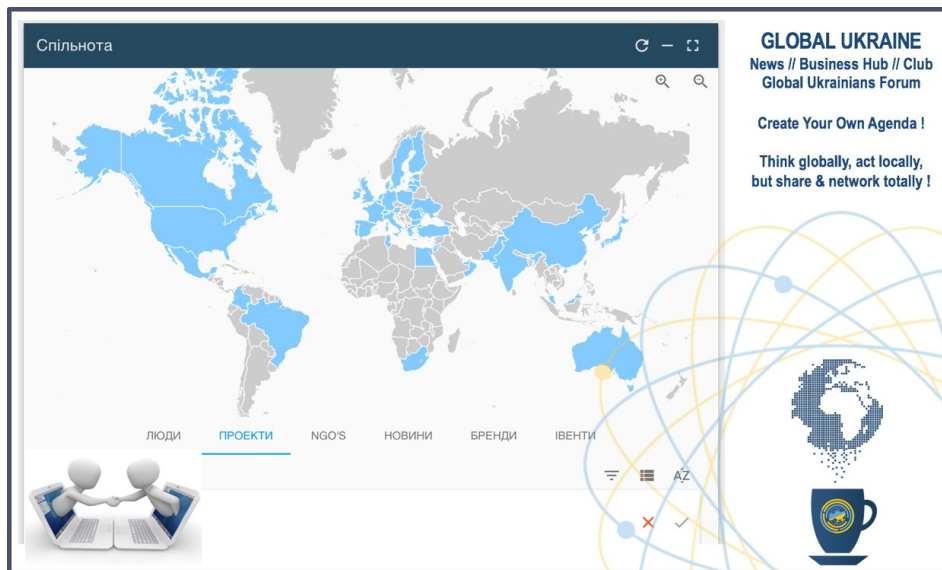 Спільнота
GLOBAL UKRAINE
News // Business Hub // Club
Global Ukrainians Forum
Create Your Own Agenda !
Think globally, act locally,
but share & network totally !
ЛЮДИ ПРОЕКТИ NGO'S НОВИНИ БРЕНДИ ІВЕНТИ
AZ